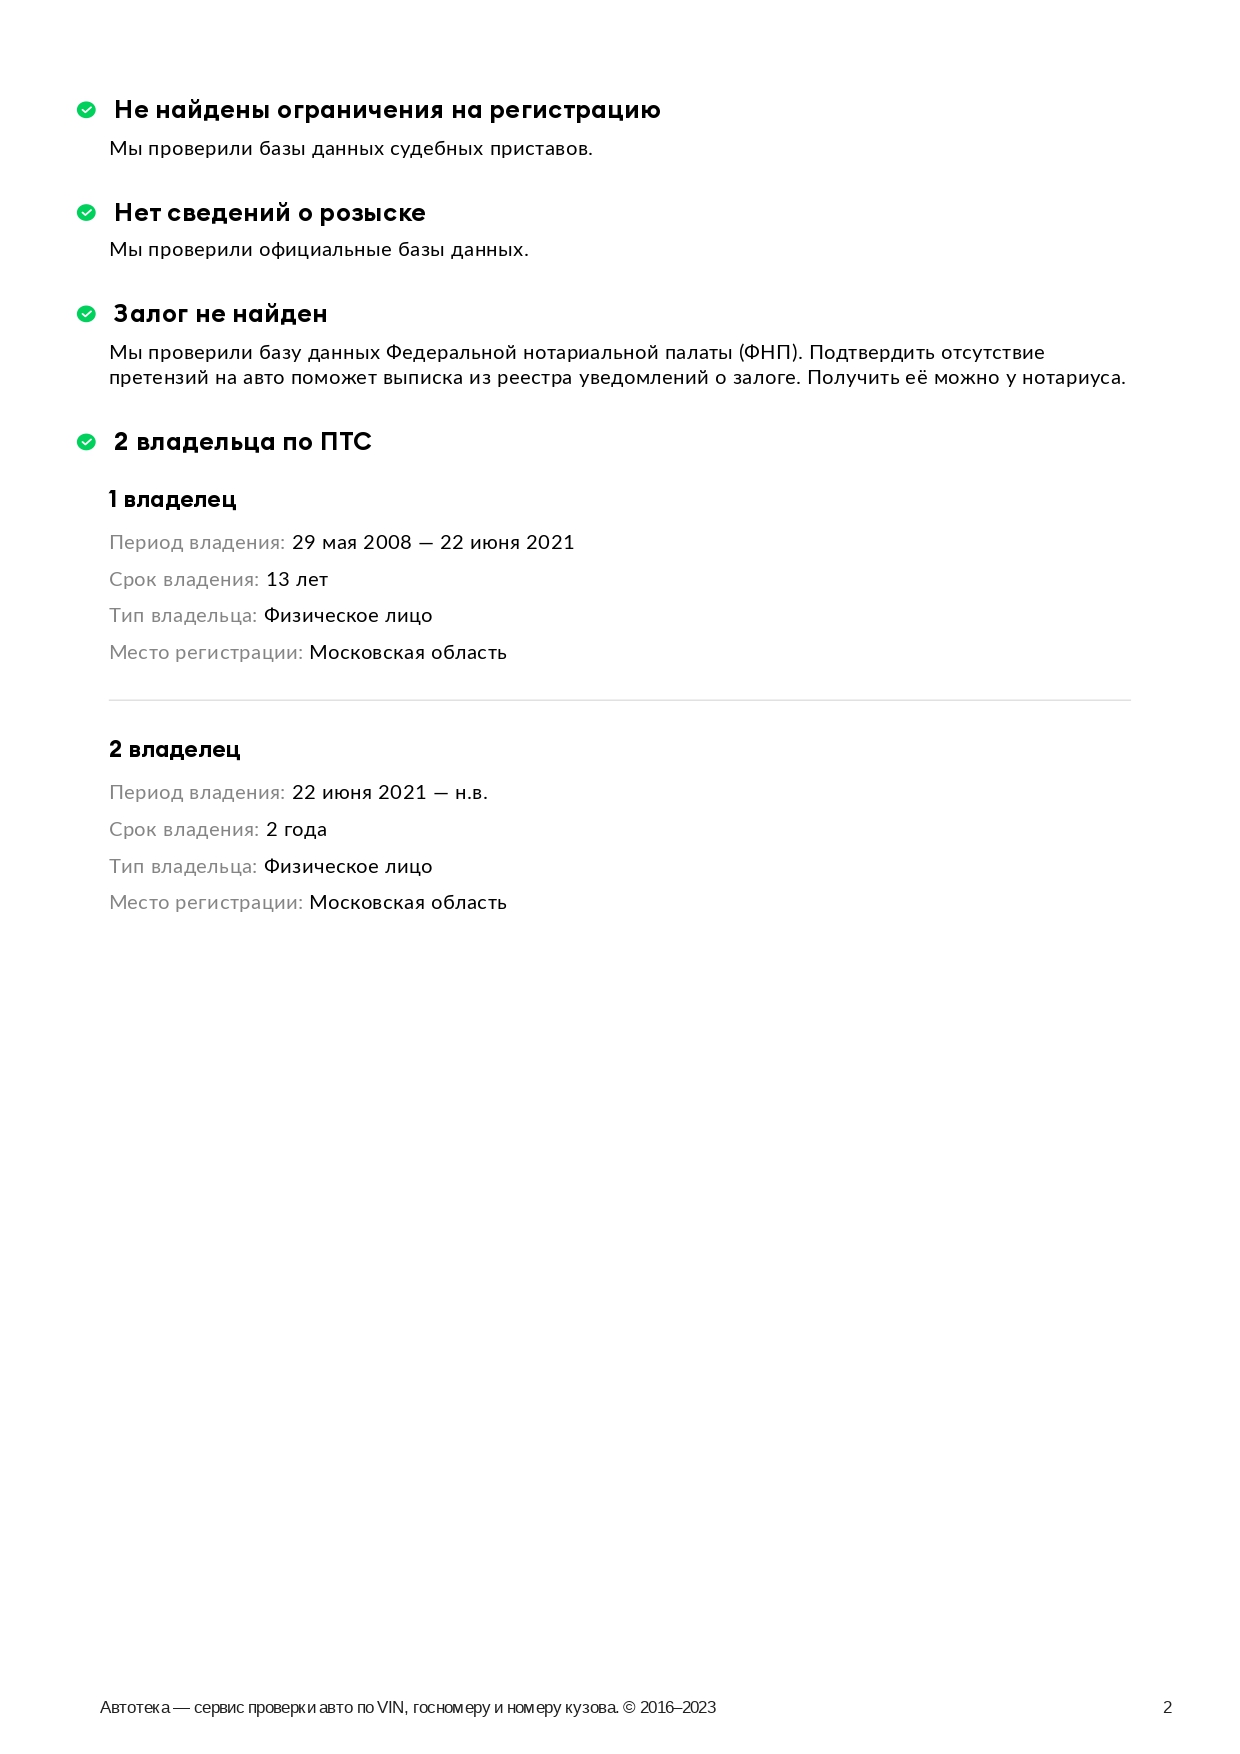 Не найдены ограничения на регистрацию
Мы проверили базы данных судебных приставов.
Нет сведений о розыске
Мы проверили официальные базы данных.
Залог не найден
Мы проверили базу данных Федеральной нотариальной палаты (ФНП). Подтвердить отсутствие
претензий на авто поможет выписка из реестра уведомлений о залоге. Получить её можно у нотариуса.
2 владельца по ПТС
1 владелец
Период владения: 29 мая 2008 — 22 июня 2021
Срок владения: 13 лет
Тип владельца: Физическое лицо
Место регистрации: Московская область
2 владелец
Период владения: 22 июня 2021 — н.в.
Срок владения: 2 года
Тип владельца: Физическое лицо
Место регистрации: Московская область
Автотека — сервис проверки авто по VIN, госномеру и номеру кузова. © 2016–2023 2